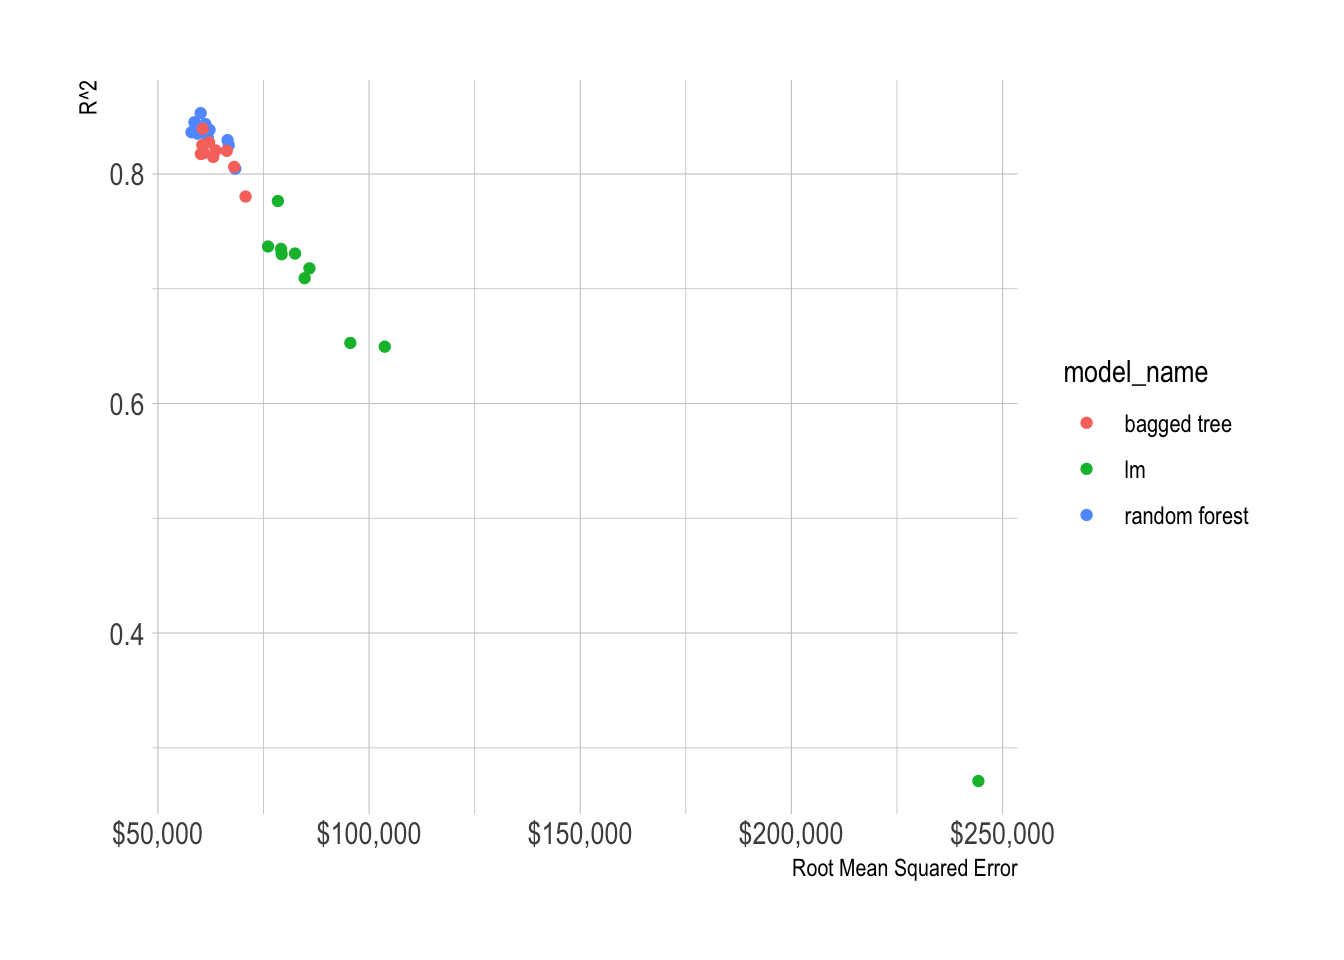 R^2
0.8
0.6
0.4
$50,000
$100,000
$150,000
$200,000
$250,000
Root Mean Squared Error
model_name
bagged tree
lm
random forest